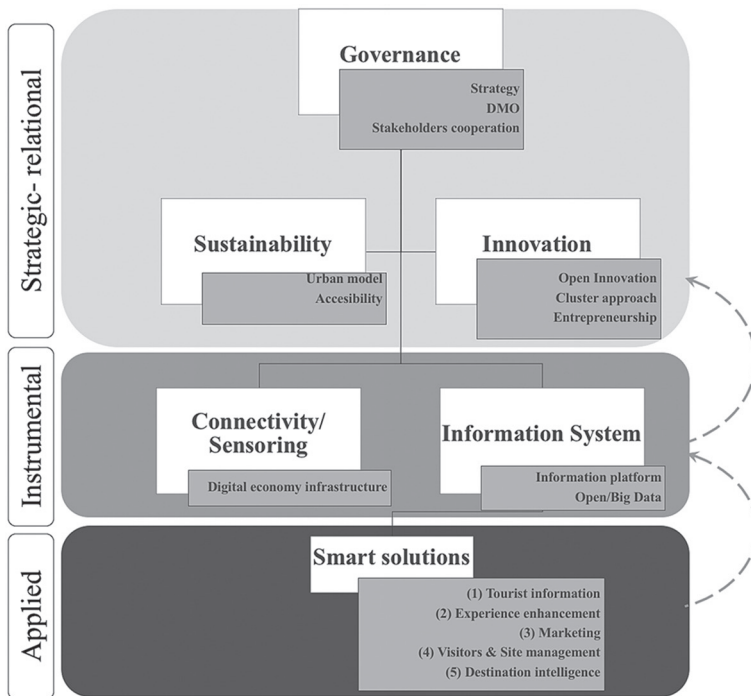 Strategic- relational
Governance
Strategy
DMO
Stakeholders cooperation
Sustainability
Urban model
Accesibility
Innovation
Open Innovation
Cluster approach
Entrepreneurship
Instrumental
Connectivity/
Sensoring
Digital economy infrastructure
Information System
Information platform
Open/Big Data
Applied
Smart solutions
(1) Tourist information
(2) Experience enhancement
(3) Marketing
(4) Visitors & Site management
(5) Destination intelligence